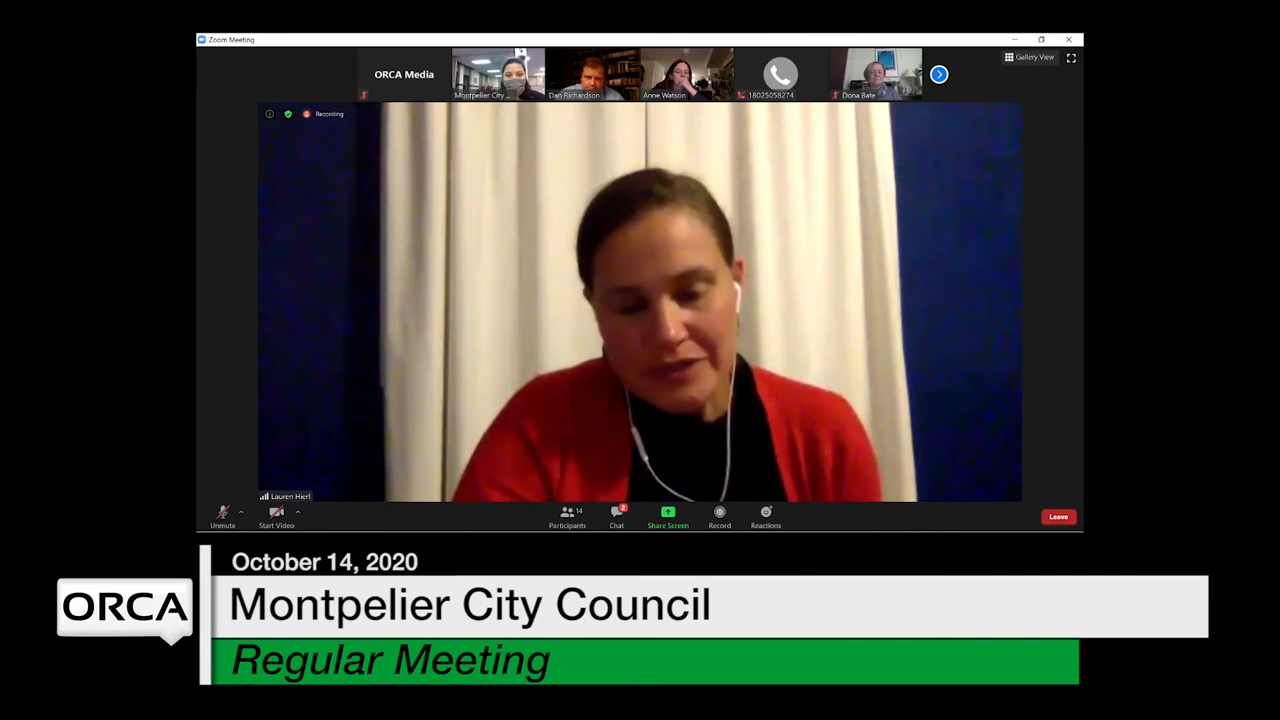 Zoom Meeting
ORCA Media
Montpelier City ...
Dan Richardson
Anne Watson
18025058274
Dona Bate
Gallery View
Recording
Lauren Hierl
Unmute
Start Video
14
Participants
2
Chat
Share Screen
Record
Reactions
Leave
October 14, 2020
ORCA
Montpelier City Council
Regular Meeting